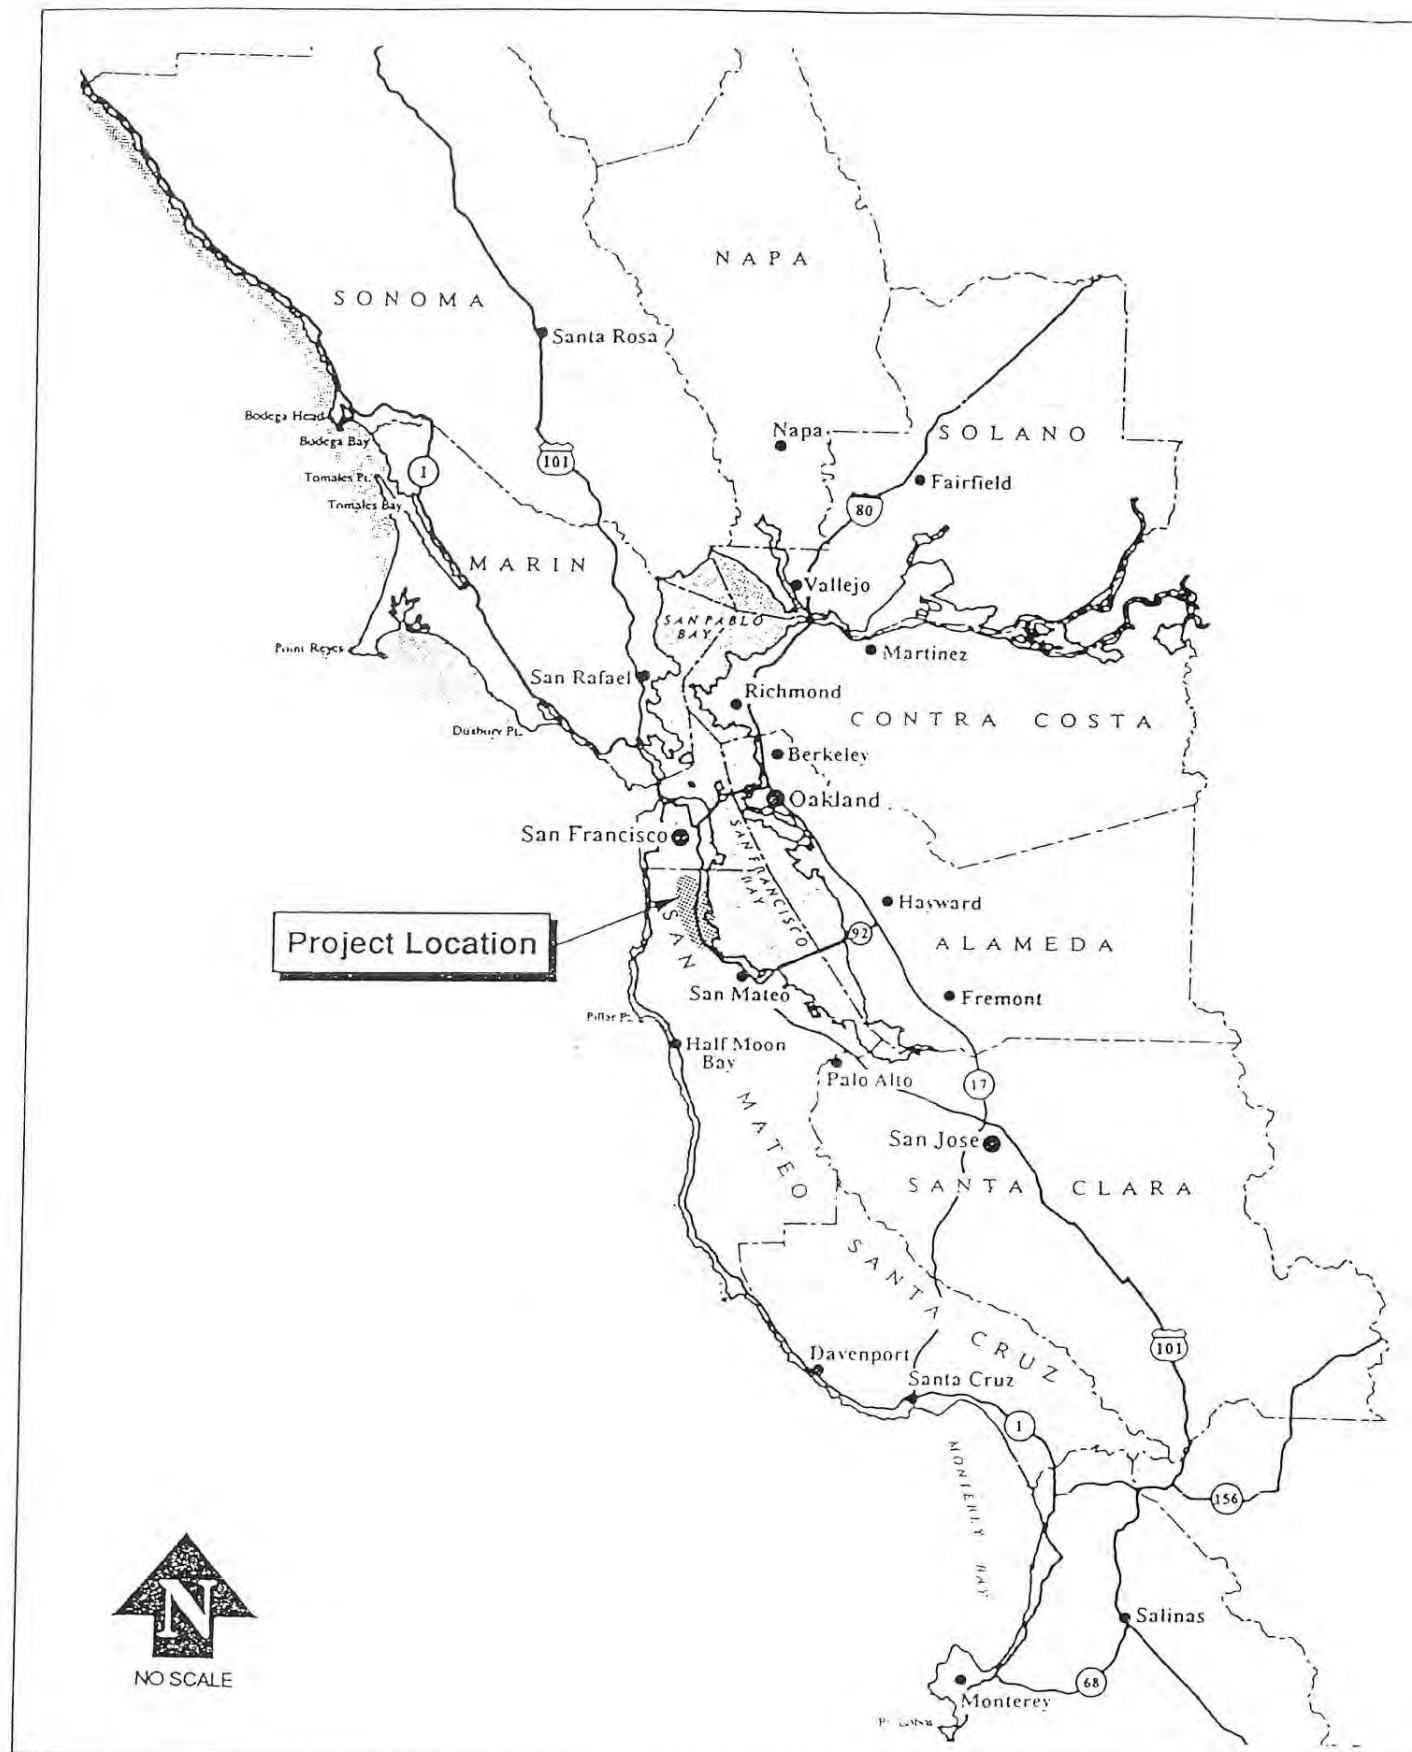 NAPA
SONOMA
Santa Rosa
Bodega Head
Bodega Bay
Napa
SOLANO
101
1
Tomales Pt.
Fairfield
Tomales Bay
80
MARIN
Vallejo
SAN PABLO
BAY
Point Reyes
Martinez
San Rafael
Richmond
CONTRA COSTA
Duxbury Pt.
Berkeley
Oakland
San Francisco
SAN FRANCISCO
BAY
Hayward
Project Location
92
ALAMEDA
SAN
San Mateo
Fremont
Pillar Pt.
Half Moon
Bay
Palo Alto
17
MATEO
San Jose
SANTA CLARA
SANTA
CRUZ
101
Davenport
Santa Cruz
1
MONTEREY BAY
156
N
NO SCALE
Salinas
68
Monterey